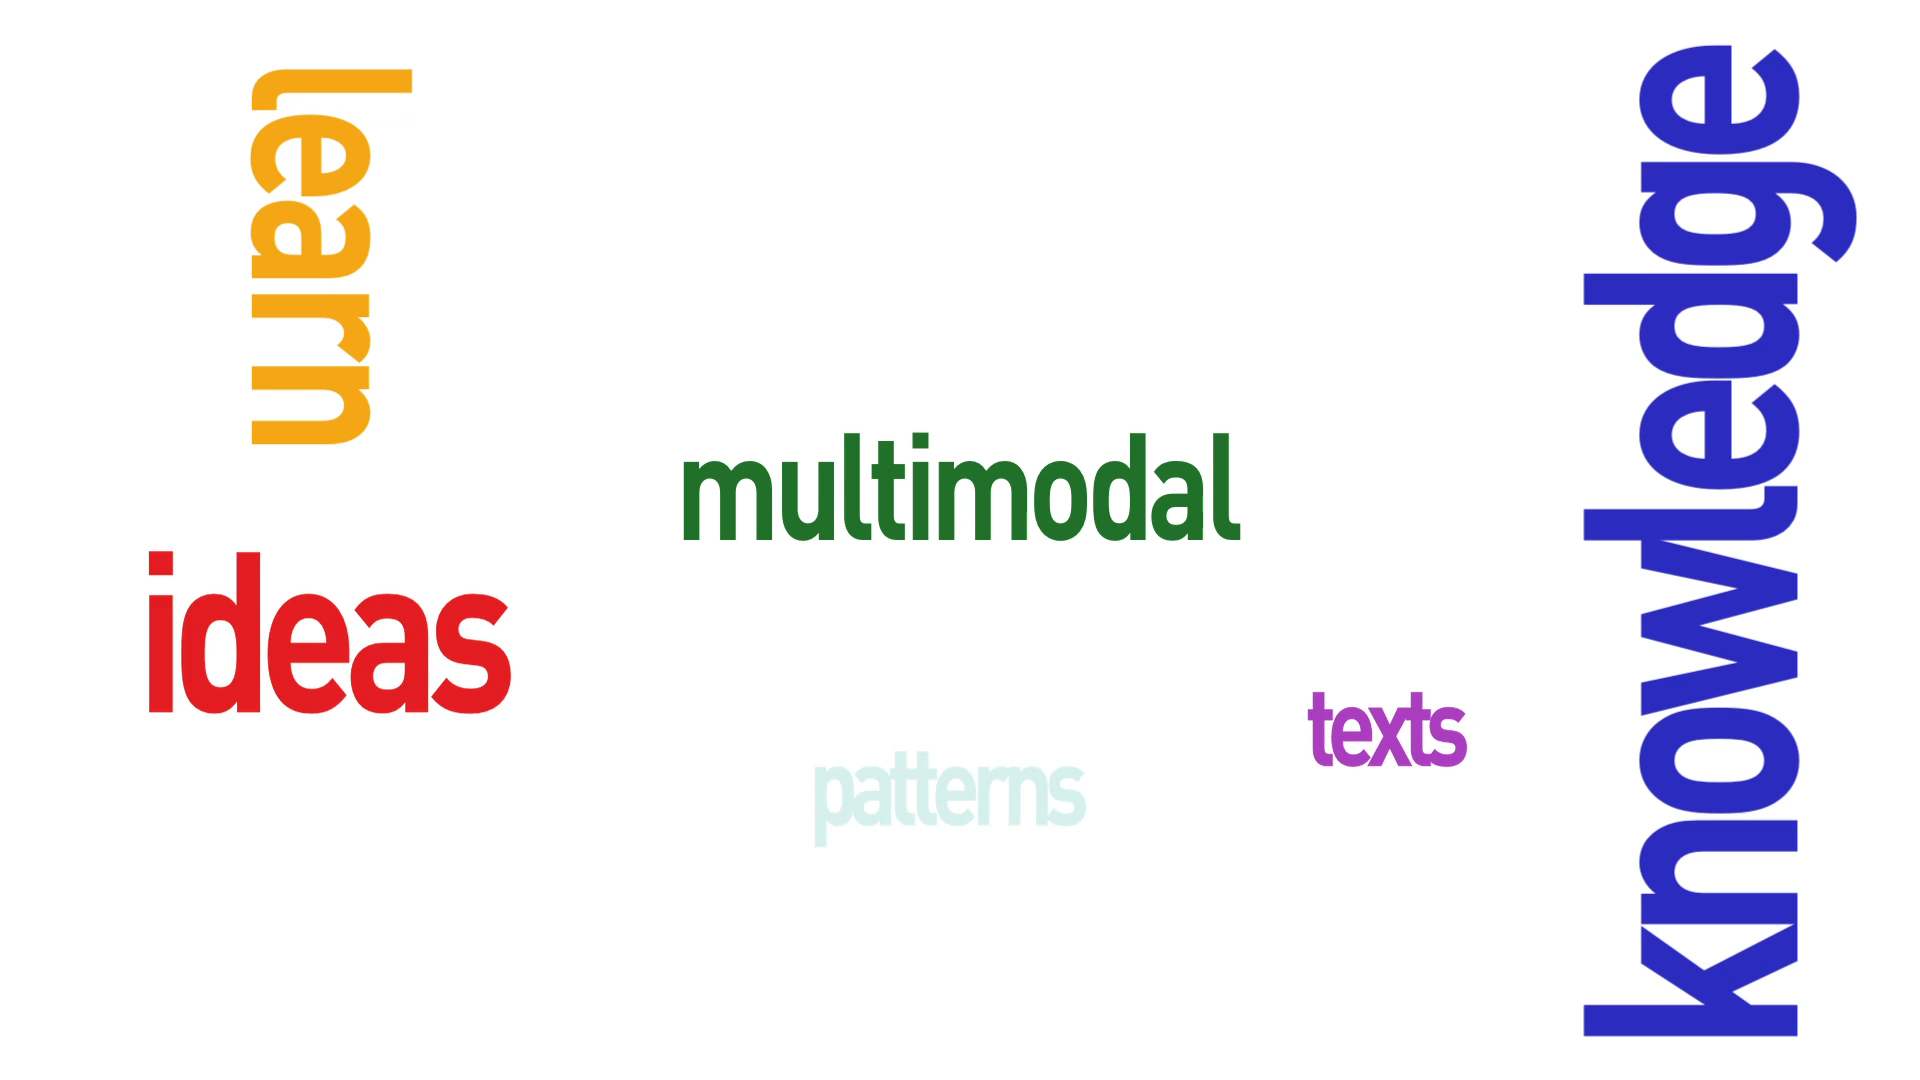 learn
knowledge
multimodal
ideas
texts
patterns